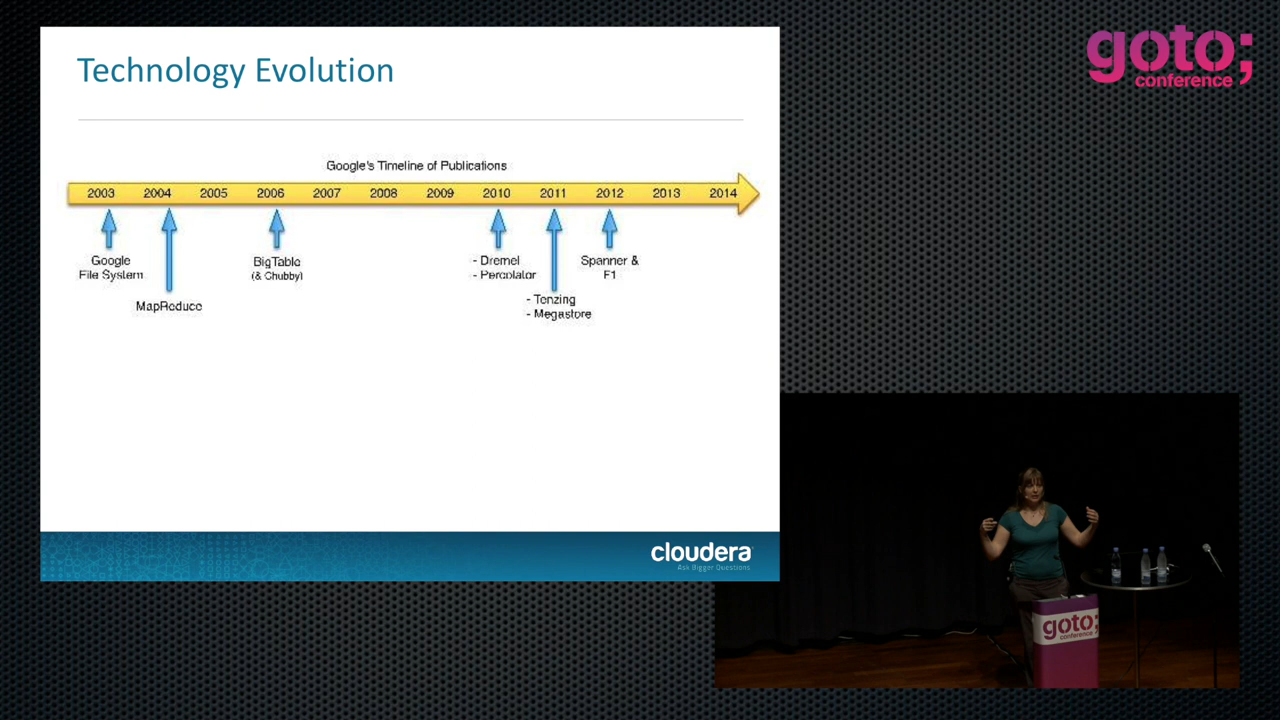 Technology Evolution
Google's Timeline of Publications
2003 2004 2005 2006 2007 2008 2009 2010 2011 2012 2013 2014
Google
File System
MapReduce
BigTable
(& Chubby)
- Dremel
- Percolator
- Tenzing
- Megastore
Spanner &
F1
cloudera
Ask Bigger Questions
goto;
conference
goto;
conference